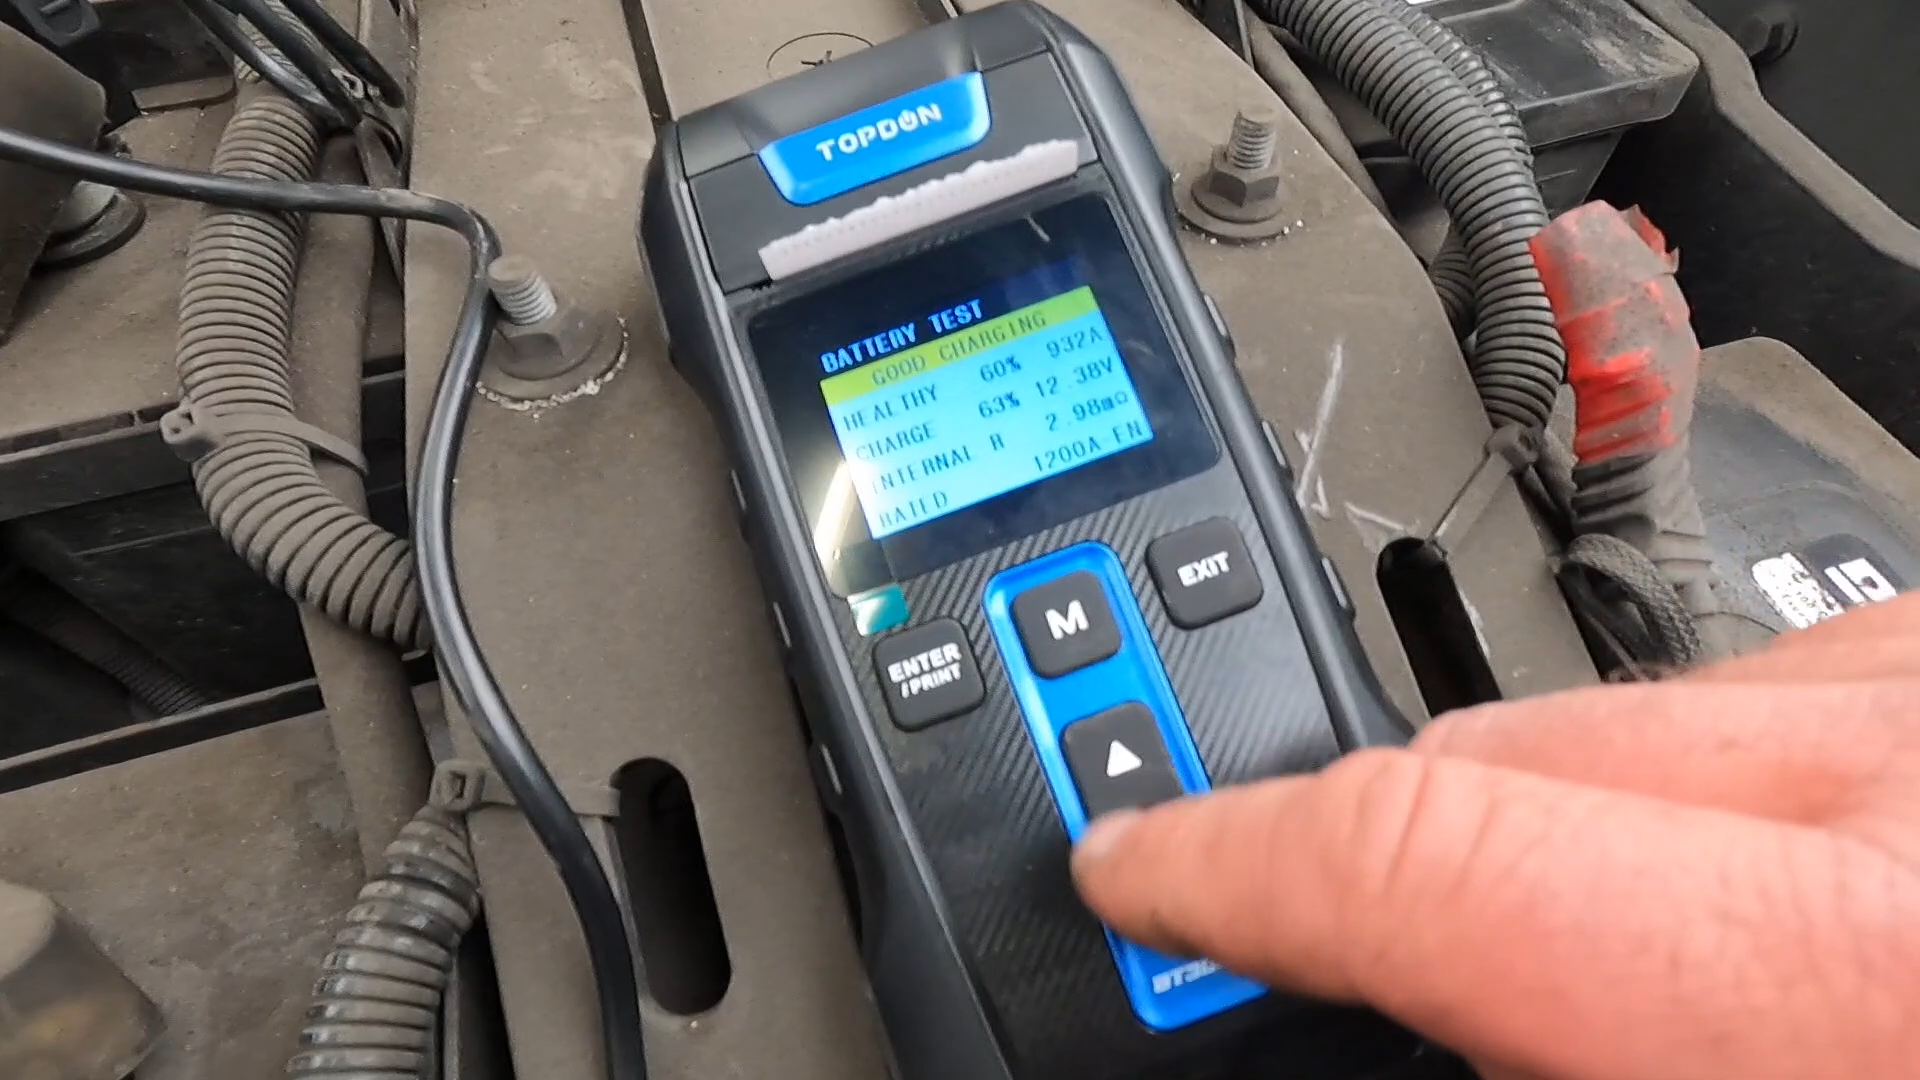 TOPDON
BATTERY TEST
GOOD CHARGING
HEALTHY 60% 932A
CHARGE 63% 12.38V
INTERNAL R 2.98mΩ
RATED 1200A-EN
EXIT
M
ENTER
/PRINT